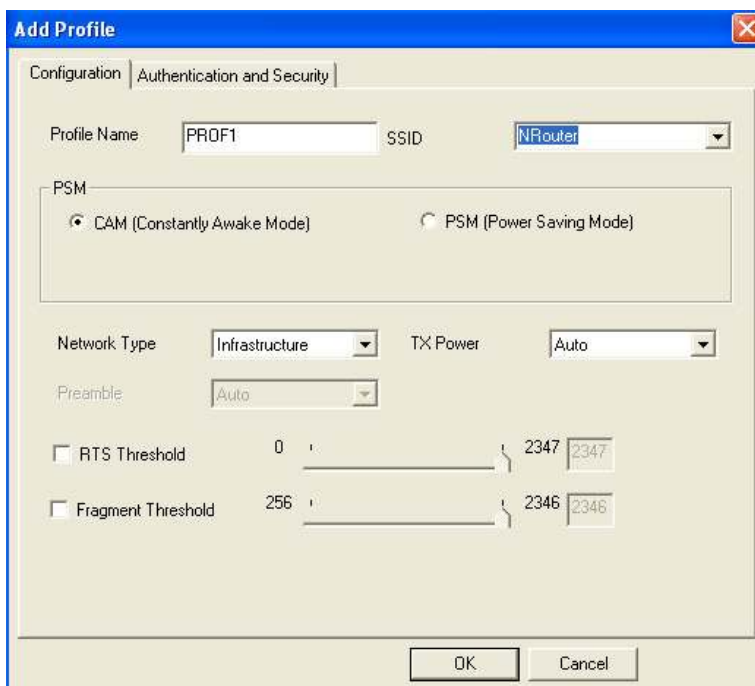 Add Profile
Configuration Authentication and Security
Profile Name PROF1 SSID NRouter
PSM
CAM (Constantly Awake Mode) PSM (Power Saving Mode)
Network Type Infrastructure TX Power Auto
Preamble Auto
RTS Threshold 0 2347 2347
Fragment Threshold 256 2346 2346
OK Cancel